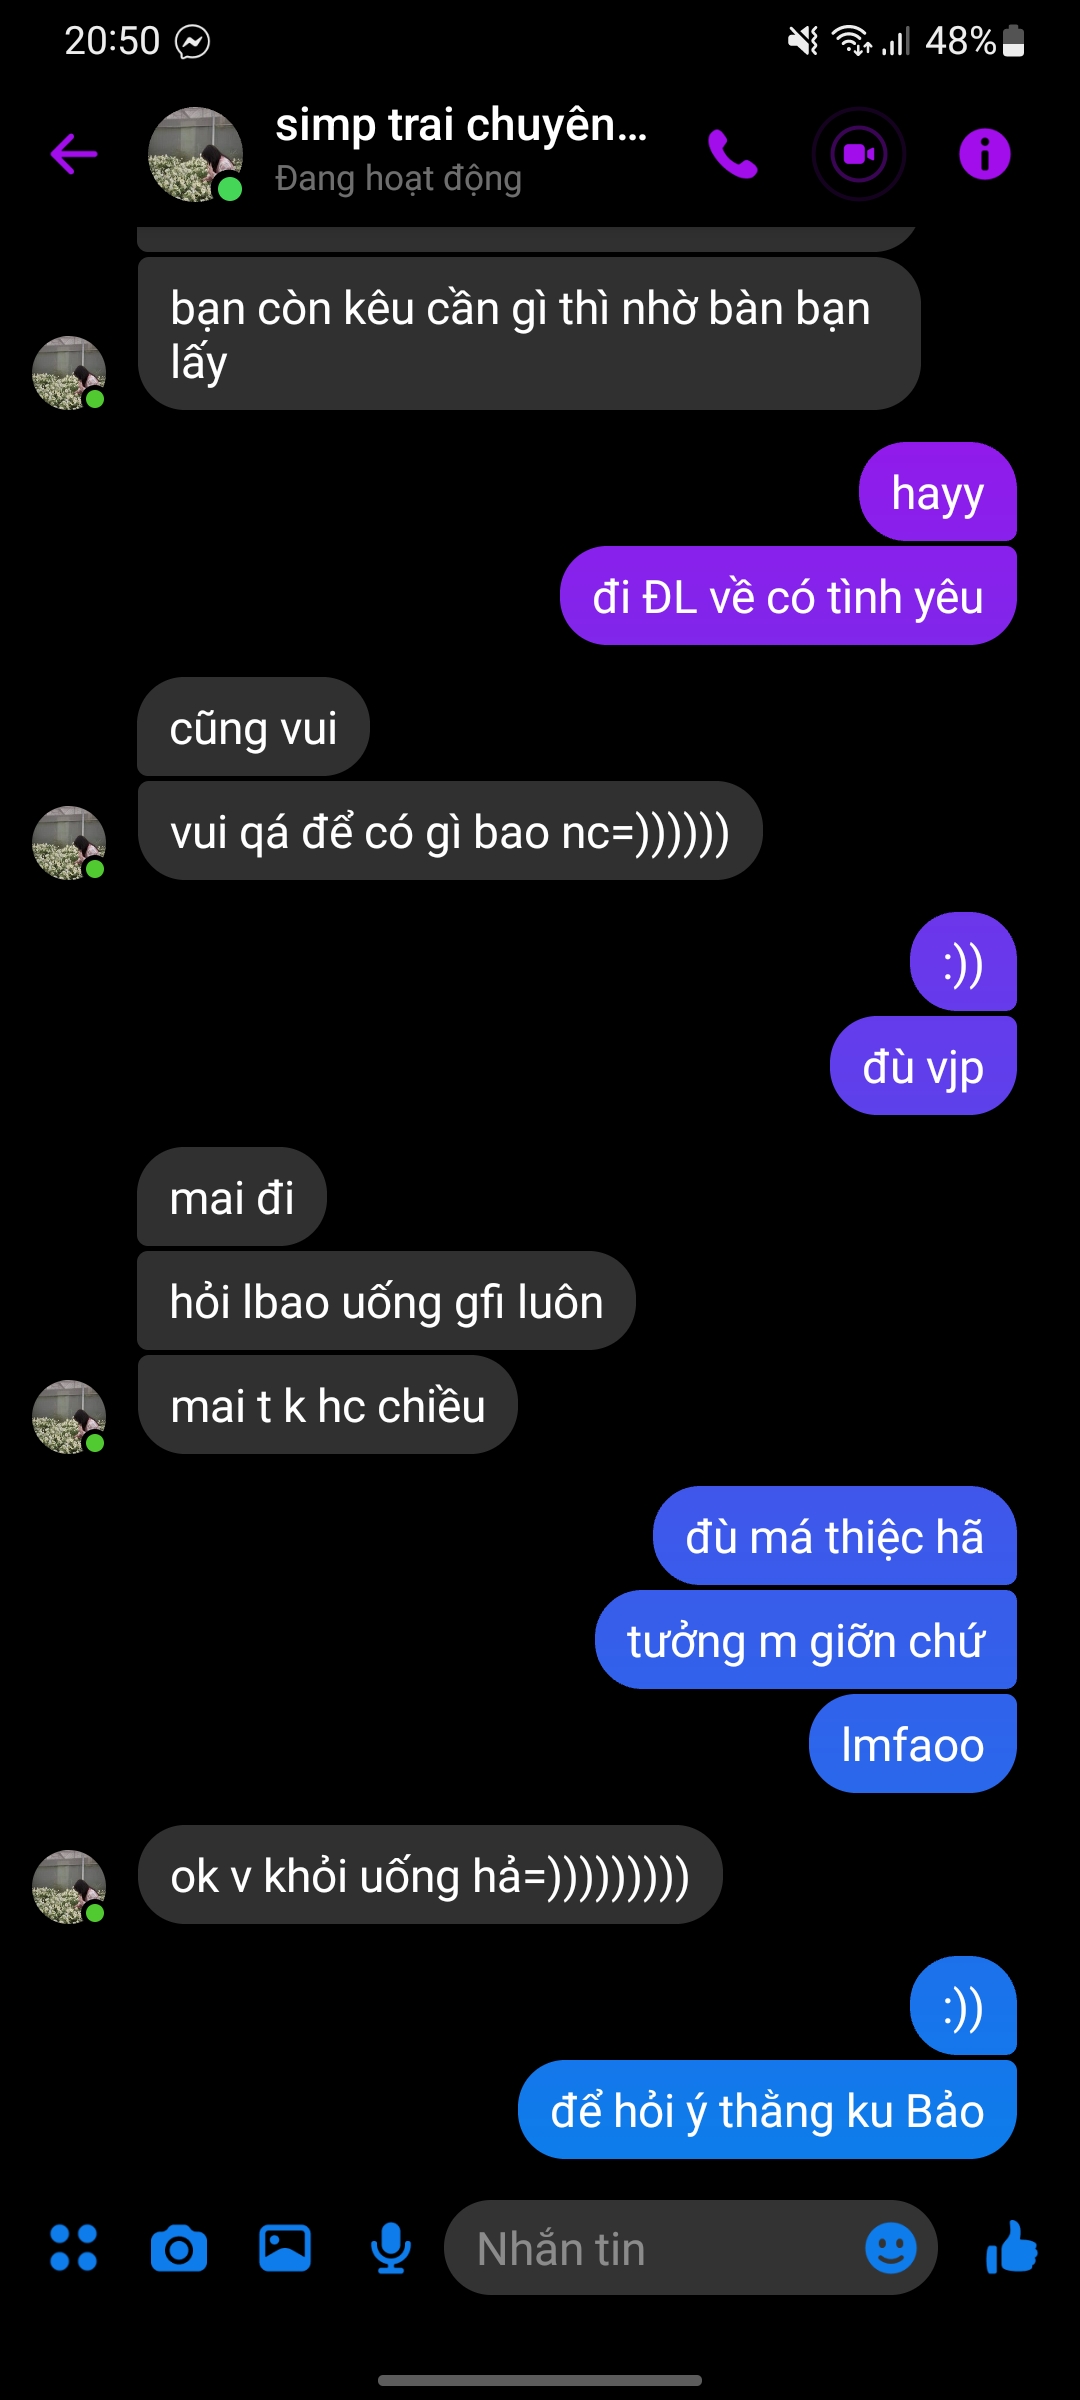 20:50
48%
simp trai chuyên...
Đang hoạt động
bạn còn kêu cần gì thì nhờ bàn bạn
lấy
hayy
đi ĐL về có tình yêu
cũng vui
vui qá để có gì bao nc=))))))
:))
đù vjp
mai đi
hỏi lbao uống gfi luôn
mai t k hc chiều
đù má thiệc hã
tưởng m giỡn chứ
lmfaoo
ok v khỏi uống hả=)))))))))
:))
để hỏi ý thằng ku Bảo
Nhắn tin